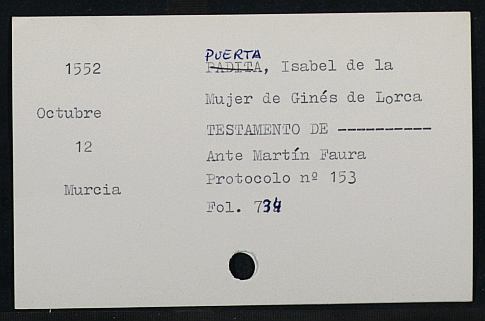 PUERTA
1552 PADITA, Isabel de la
Mujer de Ginés de Lorca
Octubre
TESTAMENTO DE ----------
12
Ante Martín Faura
Protocolo nº 153
Murcia
Fol. 734